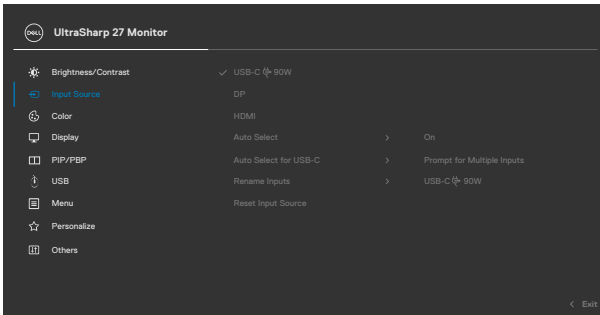 DELL UltraSharp 27 Monitor
Brightness/Contrast USB-C 90W
Input Source DP
Color HDMI
Display Auto Select On
PIP/PBP Auto Select for USB-C Prompt for Multiple Inputs
USB Rename Inputs USB-C 90W
Menu Reset Input Source
Personalize
Others
Exit